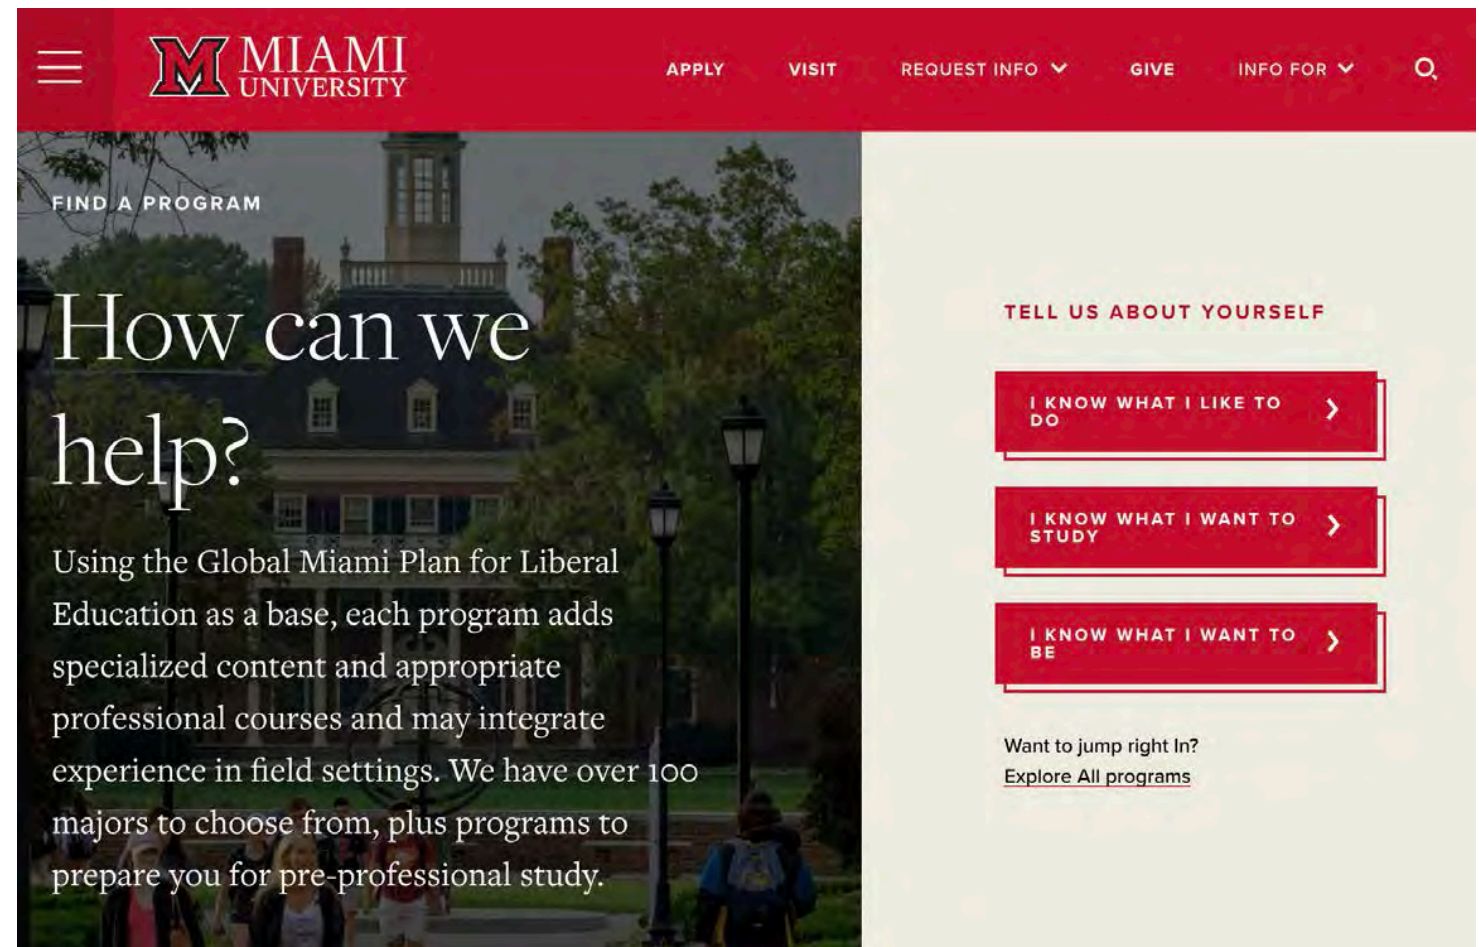 M MIAMI
UNIVERSITY
APPLY VISIT REQUEST INFO GIVE INFO FOR
FIND A PROGRAM
How can we
help?
Using the Global Miami Plan for Liberal
Education as a base, each program adds
specialized content and appropriate
professional courses and may integrate
experience in field settings. We have over 100
majors to choose from, plus programs to
prepare you for pre-professional study.
TELL US ABOUT YOURSELF
I KNOW WHAT I LIKE TO
DO
I KNOW WHAT I WANT TO
STUDY
I KNOW WHAT I WANT TO
BE
Want to jump right In?
Explore All programs